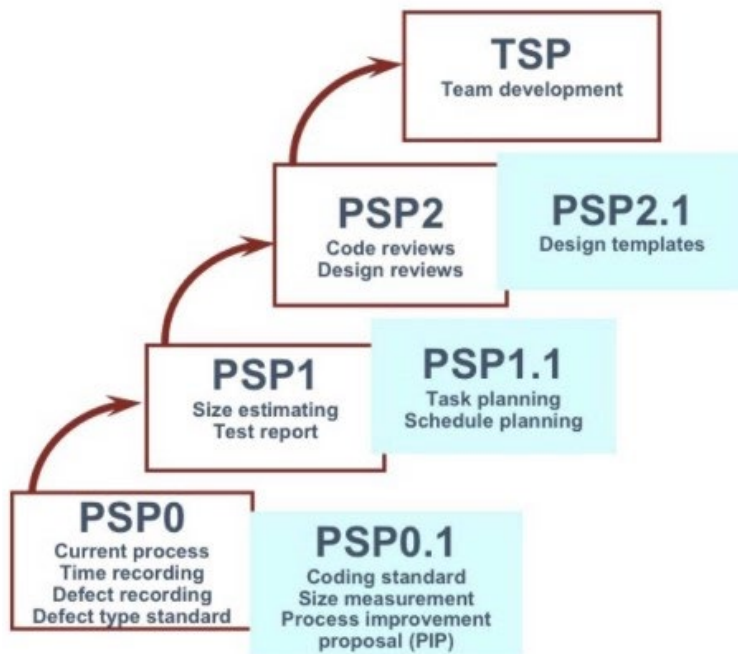 TSP
Team development
PSP2
Code reviews
Design reviews
PSP2.1
Design templates
PSP1
Size estimating
Test report
PSP1.1
Task planning
Schedule planning
PSP0
Current process
Time recording
Defect recording
Defect type standard
PSP0.1
Coding standard
Size measurement
Process improvement
proposal (PIP)